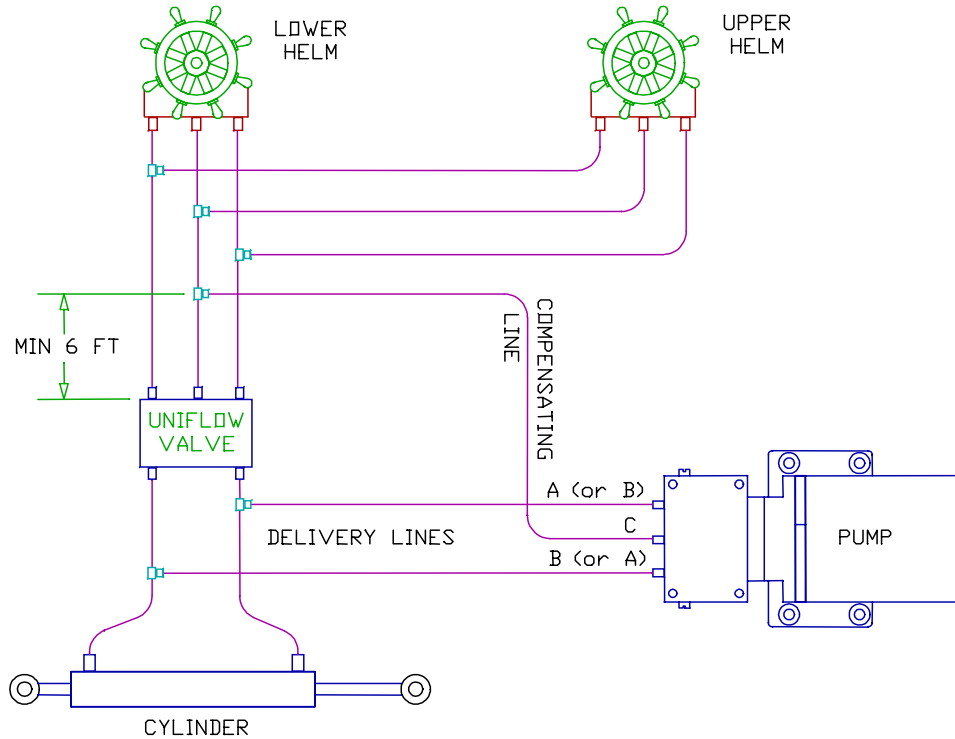 LOWER
HELM
UPPER
HELM
MIN 6 FT
COMPENSATING
LINE
UNIFLOW
VALVE
A (or B)
C
B (or A)
DELIVERY LINES
PUMP
CYLINDER